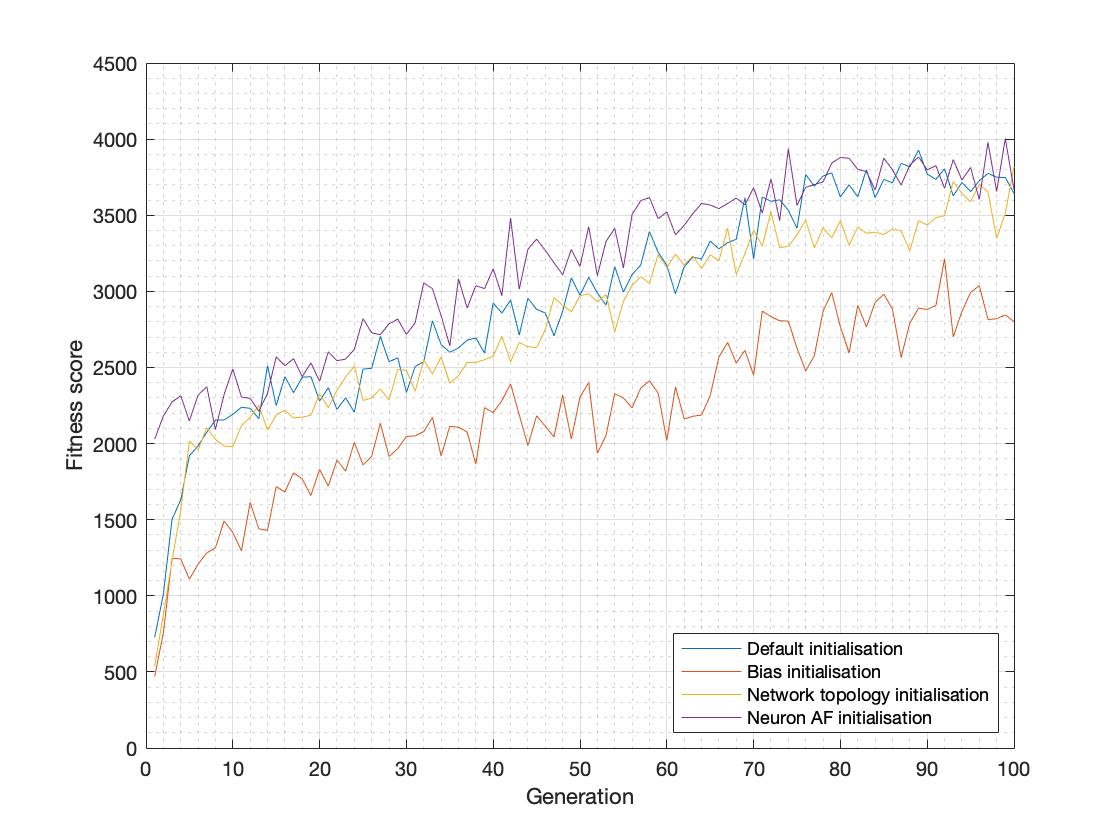 4500
4000
3500
3000
2500
2000
1500
1000
500
0
Fitness score
0 10 20 30 40 50 60 70 80 90 100
Generation
Default initialisation
Bias initialisation
Network topology initialisation
Neuron AF initialisation